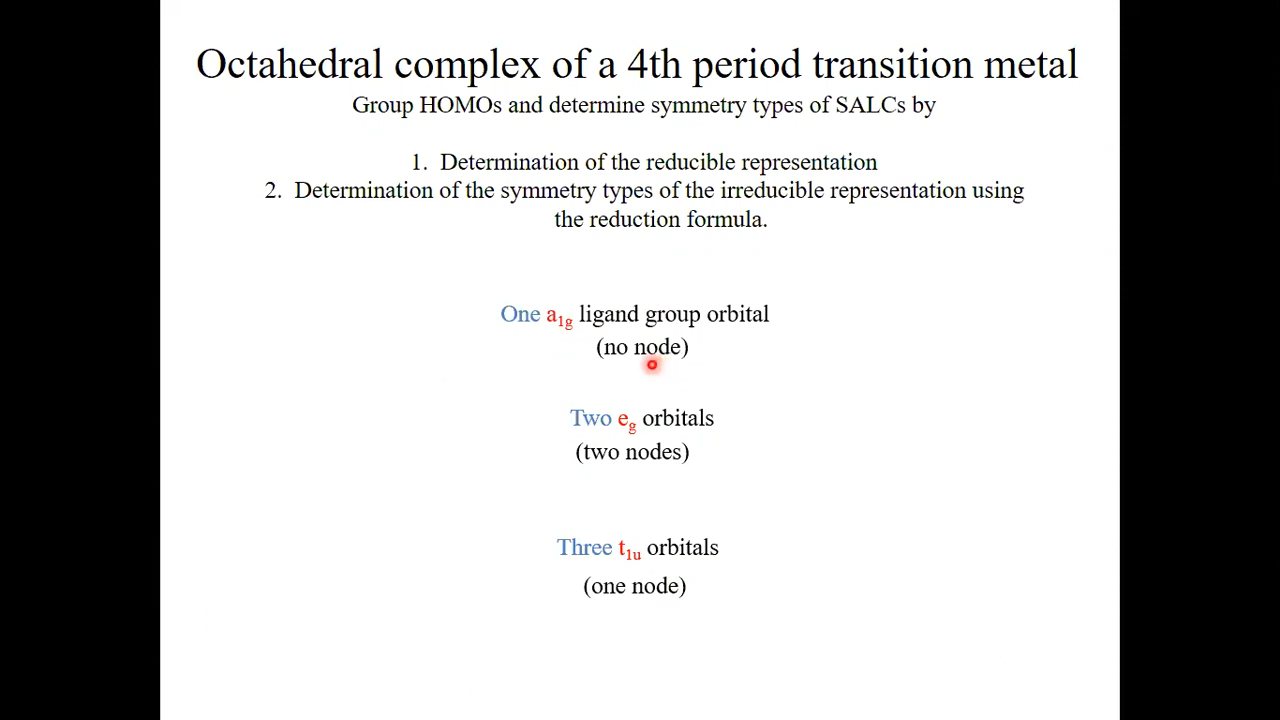 Octahedral complex of a 4th period transition metal
Group HOMOs and determine symmetry types of SALCs by
1. Determination of the reducible representation
2. Determination of the symmetry types of the irreducible representation using
the reduction formula.
One a1g ligand group orbital
(no node)
Two eg orbitals
(two nodes)
Three t1u orbitals
(one node)